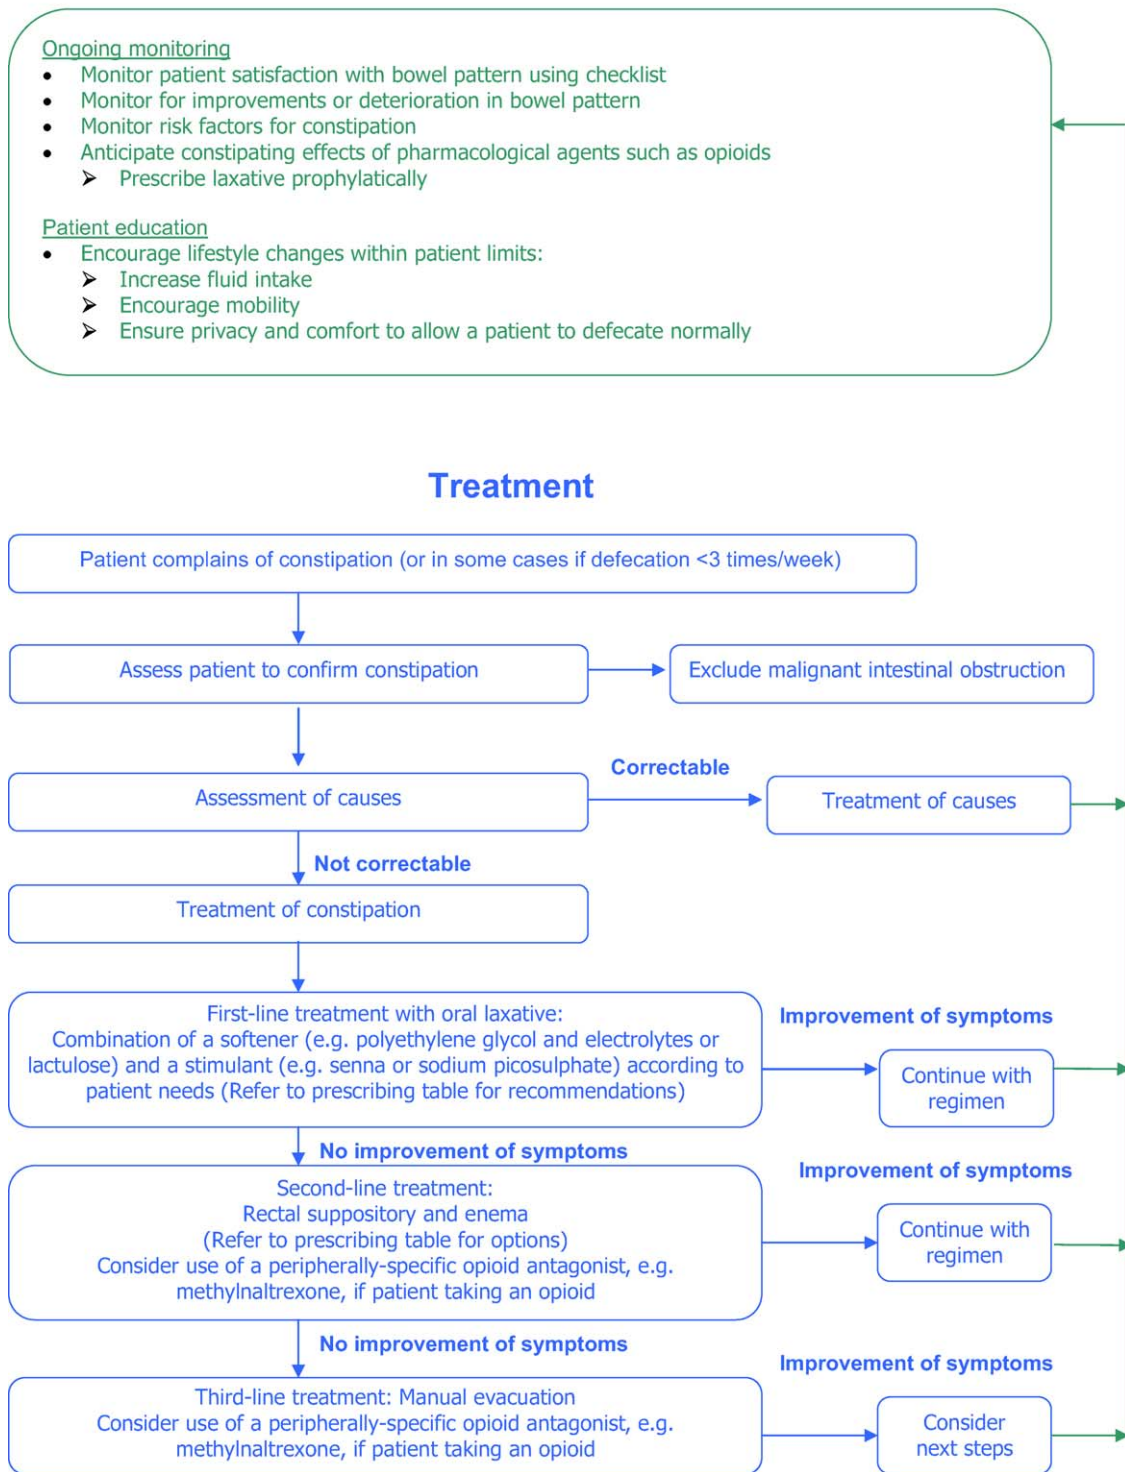 Ongoing monitoring
• Monitor patient satisfaction with bowel pattern using checklist
• Monitor for improvements or deterioration in bowel pattern
• Monitor risk factors for constipation
• Anticipate constipating effects of pharmacological agents such as opioids
➢ Prescribe laxative prophylatically
Patient education
• Encourage lifestyle changes within patient limits:
➢ Increase fluid intake
➢ Encourage mobility
➢ Ensure privacy and comfort to allow a patient to defecate normally
Treatment
Patient complains of constipation (or in some cases if defecation <3 times/week)
Assess patient to confirm constipation
Exclude malignant intestinal obstruction
Assessment of causes
Correctable
Treatment of causes
Not correctable
Treatment of constipation
First-line treatment with oral laxative:
Combination of a softener (e.g. polyethylene glycol and electrolytes or
lactulose) and a stimulant (e.g. senna or sodium picosulphate) according to
patient needs (Refer to prescribing table for recommendations)
Improvement of symptoms
Continue with
regimen
No improvement of symptoms
Second-line treatment:
Rectal suppository and enema
(Refer to prescribing table for options)
Consider use of a peripherally-specific opioid antagonist, e.g.
methylnaltrexone, if patient taking an opioid
Improvement of symptoms
Continue with
regimen
No improvement of symptoms
Third-line treatment: Manual evacuation
Consider use of a peripherally-specific opioid antagonist, e.g.
methylnaltrexone, if patient taking an opioid
Improvement of symptoms
Consider
next steps